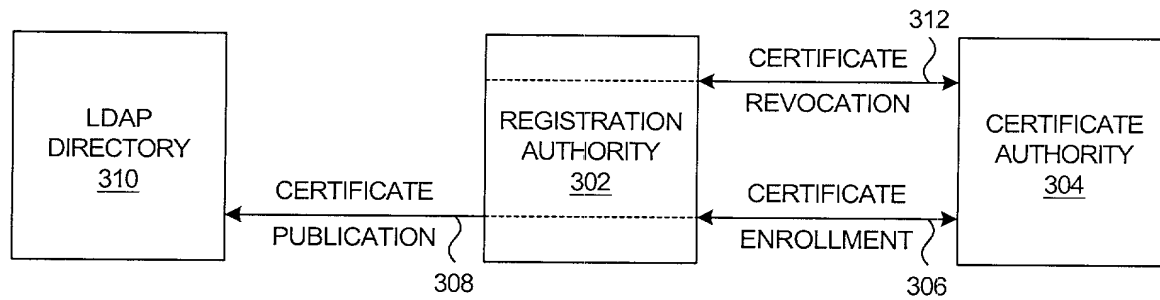 312
CERTIFICATE
REVOCATION
LDAP
DIRECTORY
310
REGISTRATION
AUTHORITY
302
CERTIFICATE
AUTHORITY
304
CERTIFICATE
PUBLICATION
308
CERTIFICATE
ENROLLMENT
306